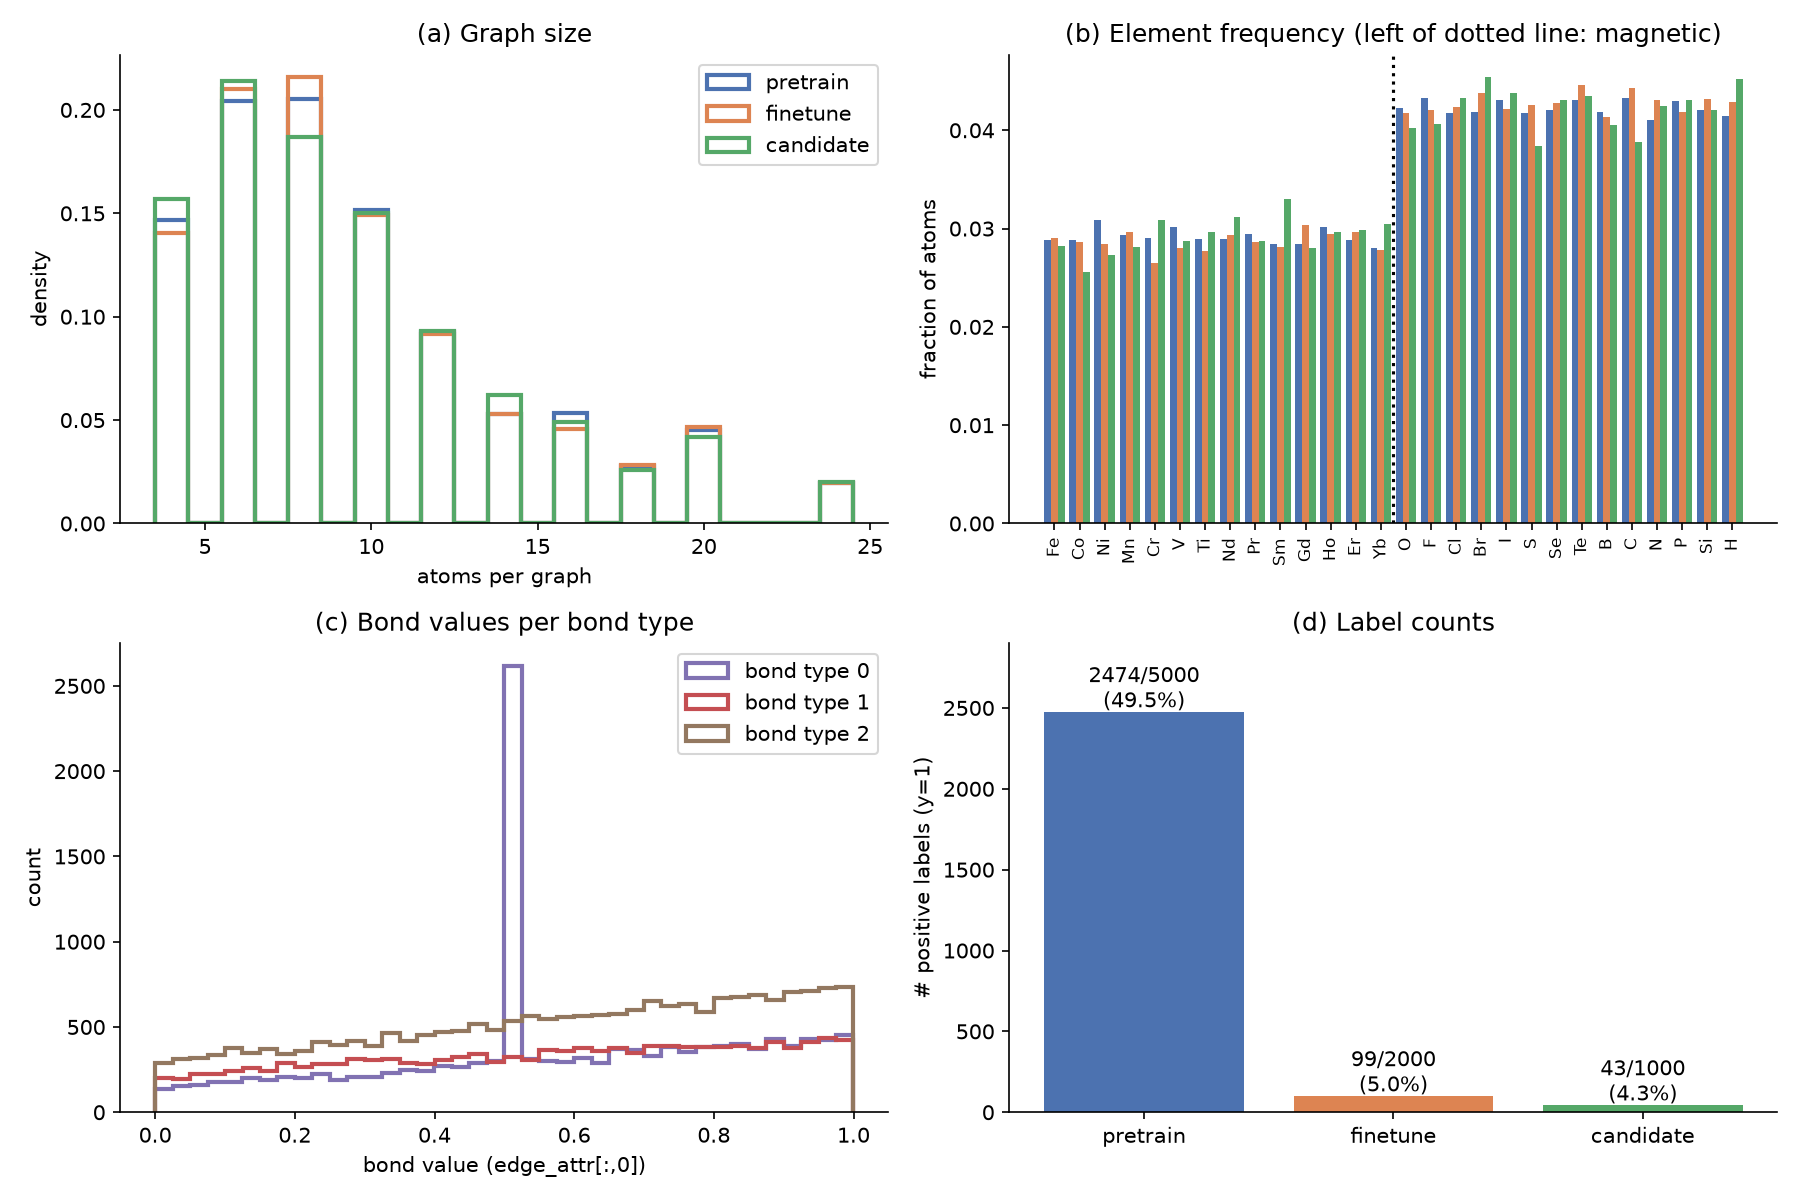 (a) Graph size
density
0.20
0.15
0.10
0.05
0.00
5 10 15 20 25
atoms per graph
pretrain
finetune
candidate
(b) Element frequency (left of dotted line: magnetic)
fraction of atoms
0.04
0.03
0.02
0.01
0.00
Fe Co Ni Mn Cr V Ti Nd Pr Sm Gd Ho Er Yb O F Cl Br I S Se Te B C N P Si H
(c) Bond values per bond type
count
2500
2000
1500
1000
500
0
0.0 0.2 0.4 0.6 0.8 1.0
bond value (edge_attr[:,0])
bond type 0
bond type 1
bond type 2
(d) Label counts
# positive labels (y=1)
2500
2000
1500
1000
500
0
2474/5000
(49.5%)
99/2000
(5.0%)
43/1000
(4.3%)
pretrain finetune candidate